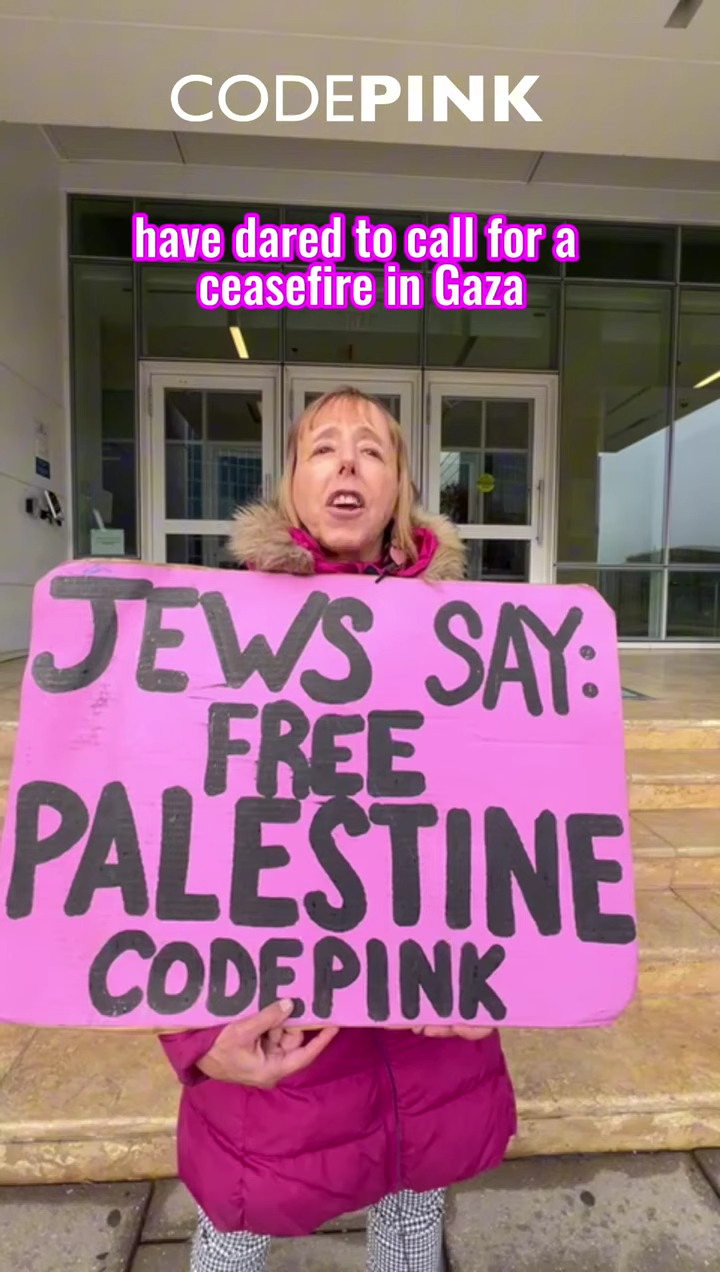 CODEPINK
have dared to call for a
ceasefire in Gaza
JEWS SAY:
FREE
PALESTINE
CODEPINK